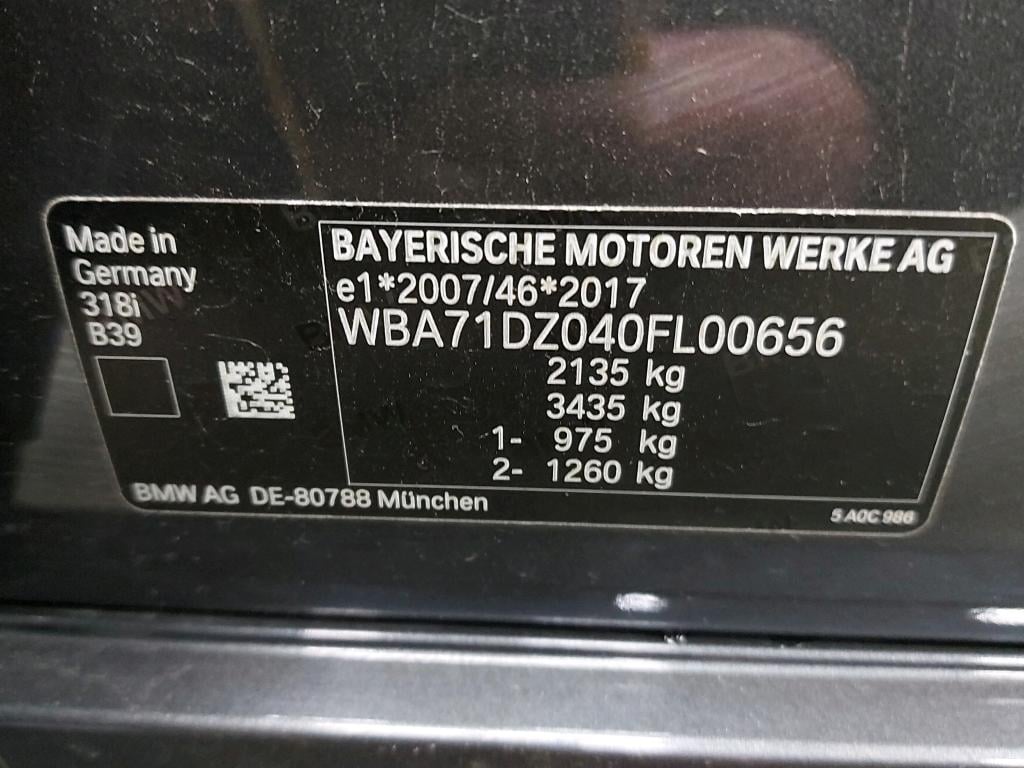 Made in
Germany
318i
B39
BMW AG DE-80788 München
BAYERISCHE MOTOREN WERKE AG
e1*2007/46*2017
WBA71DZ040FL00656
2135 kg
3435 kg
1- 975 kg
2- 1260 kg
5 A0C 986